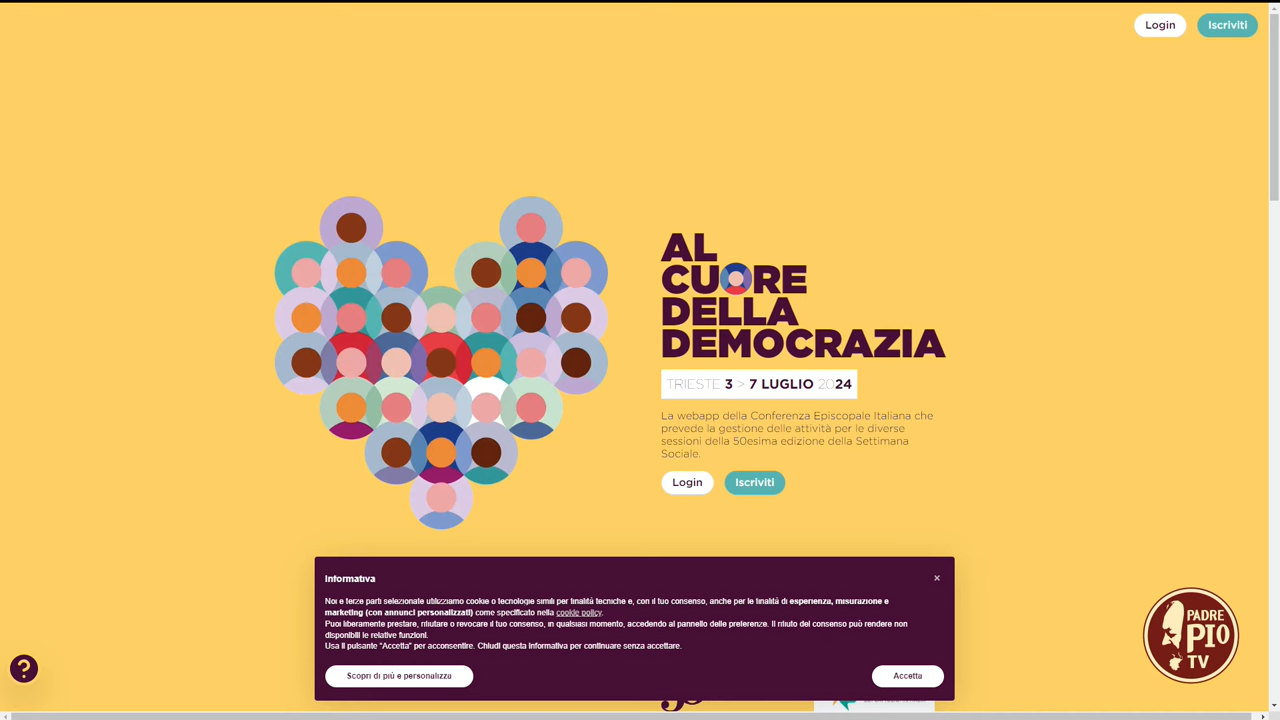 Login
Iscriviti
AL
CUORE
DELLA
DEMOCRAZIA
TRIESTE 3 > 7 LUGLIO 2024
La webapp della Conferenza Episcopale Italiana che
prevede la gestione delle attività per le diverse
sessioni della 50esima edizione della Settimana
Sociale.
Login
Iscriviti
Informativa
×
Noi e terze parti selezionate utilizziamo cookie o tecnologie simili per finalità tecniche e, con il tuo consenso, anche per le finalità di esperienza, misurazione e
marketing (con annunci personalizzati) come specificato nella cookie policy.
Puoi liberamente prestare, rifiutare o revocare il tuo consenso, in qualsiasi momento, accedendo al pannello delle preferenze. Il rifiuto del consenso può rendere non
disponibili le relative funzioni.
Usa il pulsante “Accetta” per acconsentire. Chiudi questa informativa per continuare senza accettare.
Scopri di più e personalizza
Accetta
?
PADRE
PIO
TV